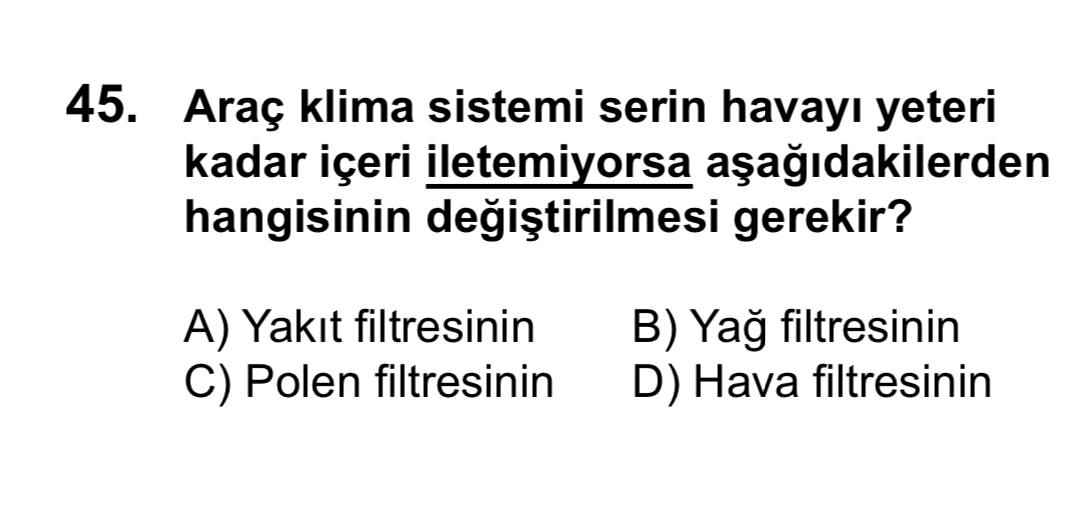 45. Araç klima sistemi serin havayı yeteri
kadar içeri iletemiyorsa aşağıdakilerden
hangisinin değiştirilmesi gerekir?
A) Yakıt filtresinin B) Yağ filtresinin
C) Polen filtresinin D) Hava filtresinin